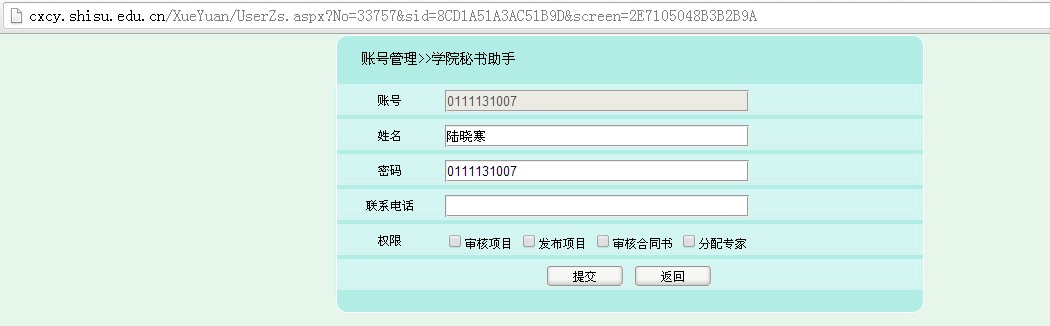 cxcy.shisu.edu.cn/XueYuan/UserZs.aspx?No=33757&sid=8CD1A51A3AC51B9D&screen=2E7105048B3B2B9A
账号管理>>学院秘书助手
账号 0111131007
姓名 陆晓寒
密码 0111131007
联系电话
权限 审核项目 发布项目 审核合同书 分配专家
提交 返回